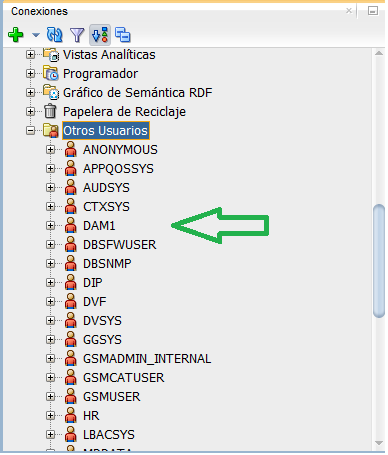 Conexiones
Vistas Analíticas
Programador
Gráfico de Semántica RDF
Papelera de Reciclaje
Otros Usuarios
ANONYMOUS
APPQOSSYS
AUDSYS
CTXSYS
DAM1
DBSFWUSER
DBSNMP
DIP
DVF
DVSYS
GGSYS
GSMADMIN_INTERNAL
GSMCATUSER
GSMUSER
HR
LBACSYS